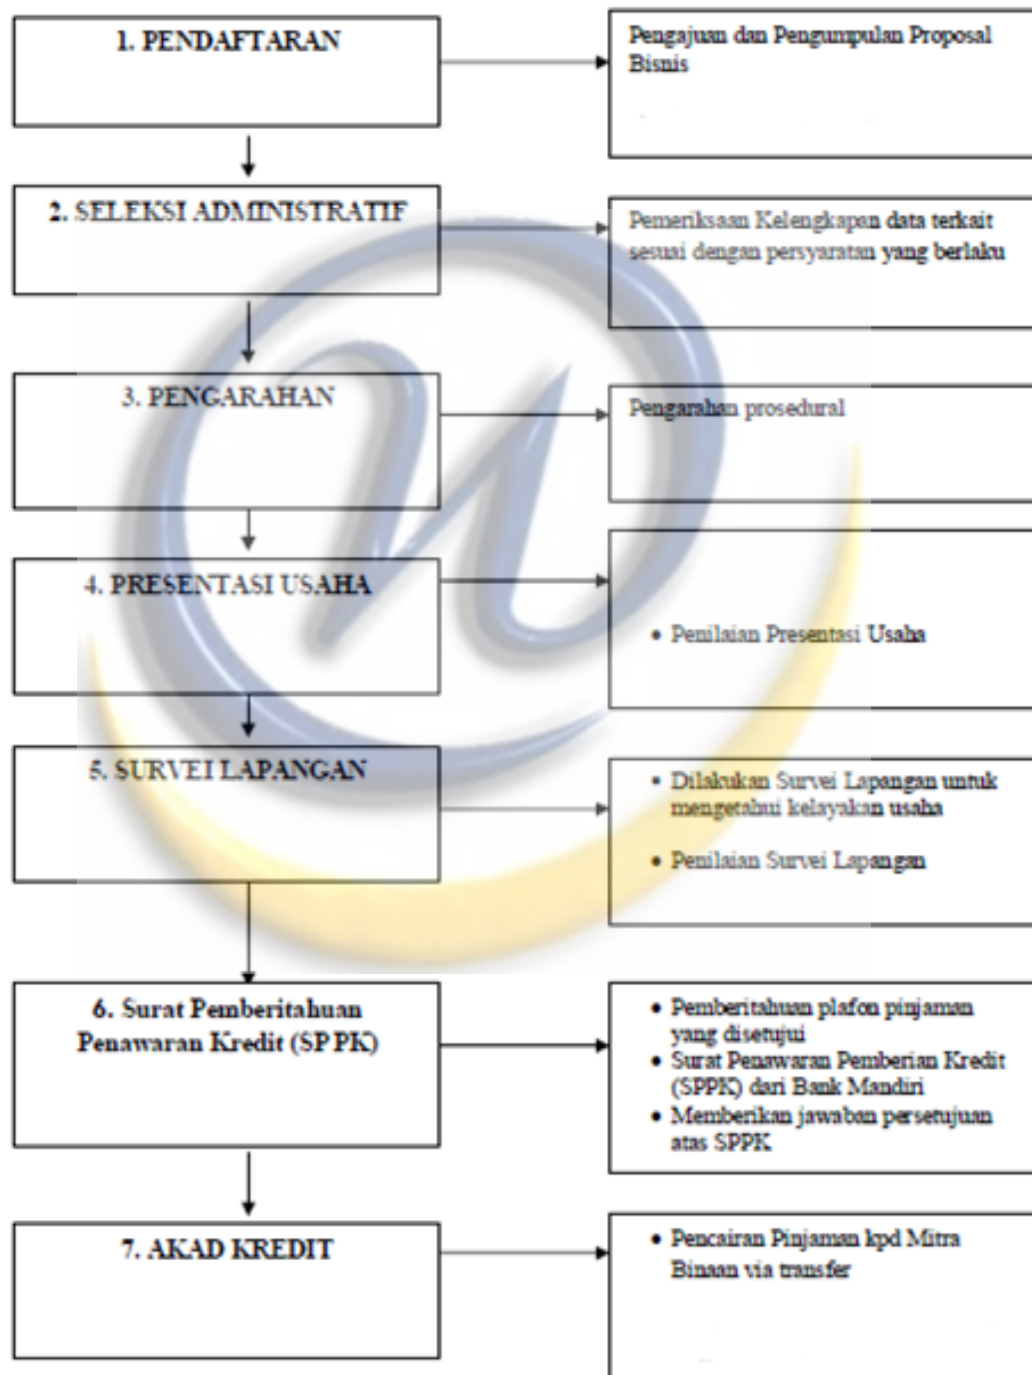 1. PENDAFTARAN
Pengajuan dan Pengumpulan Proposal
Bisnis
2. SELEKSI ADMINISTRATIF
Pemeriksaan Kelengkapan data terkait
sesuai dengan persyaratan yang berlaku
3. PENGARAHAN
Pengarahan prosedural
4. PRESENTASI USAHA
• Penilaian Presentasi Usaha
5. SURVEI LAPANGAN
• Dilakukan Survei Lapangan untuk
mengetahui kelayakan usaha
• Penilaian Survei Lapangan
6. Surat Pemberitahuan
Penawaran Kredit (SPPK)
• Pemberitahuan plafon pinjaman
yang disetujui
• Surat Penawaran Pemberian Kredit
(SPPK) dari Bank Mandiri
• Memberikan jawaban persetujuan
atas SPPK
7. AKAD KREDIT
• Pencairan Pinjaman kpd Mitra
Binaan via transfer